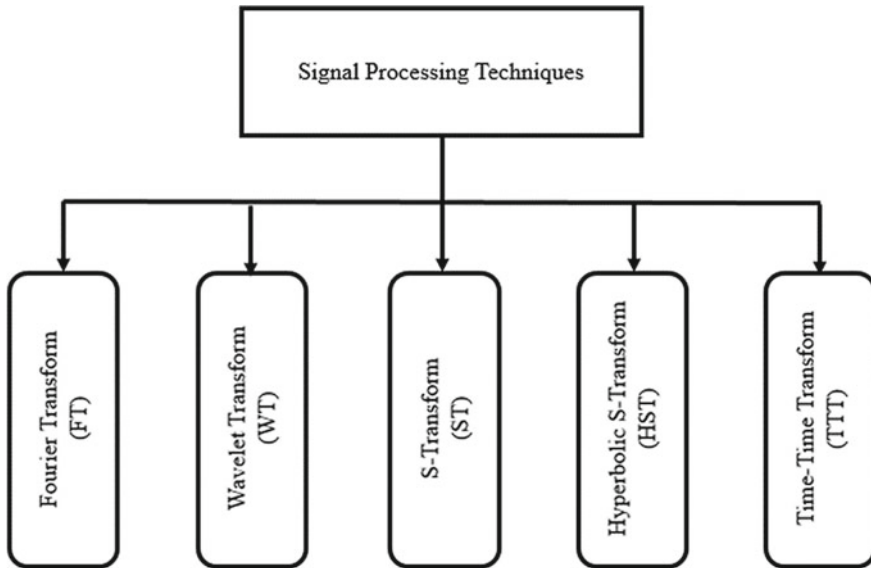 Signal Processing Techniques
Fourier Transform
(FT)
Wavelet Transform
(WT)
S-Transform
(ST)
Hyperbolic S-Transform
(HST)
Time-Time Transform
(TTT)